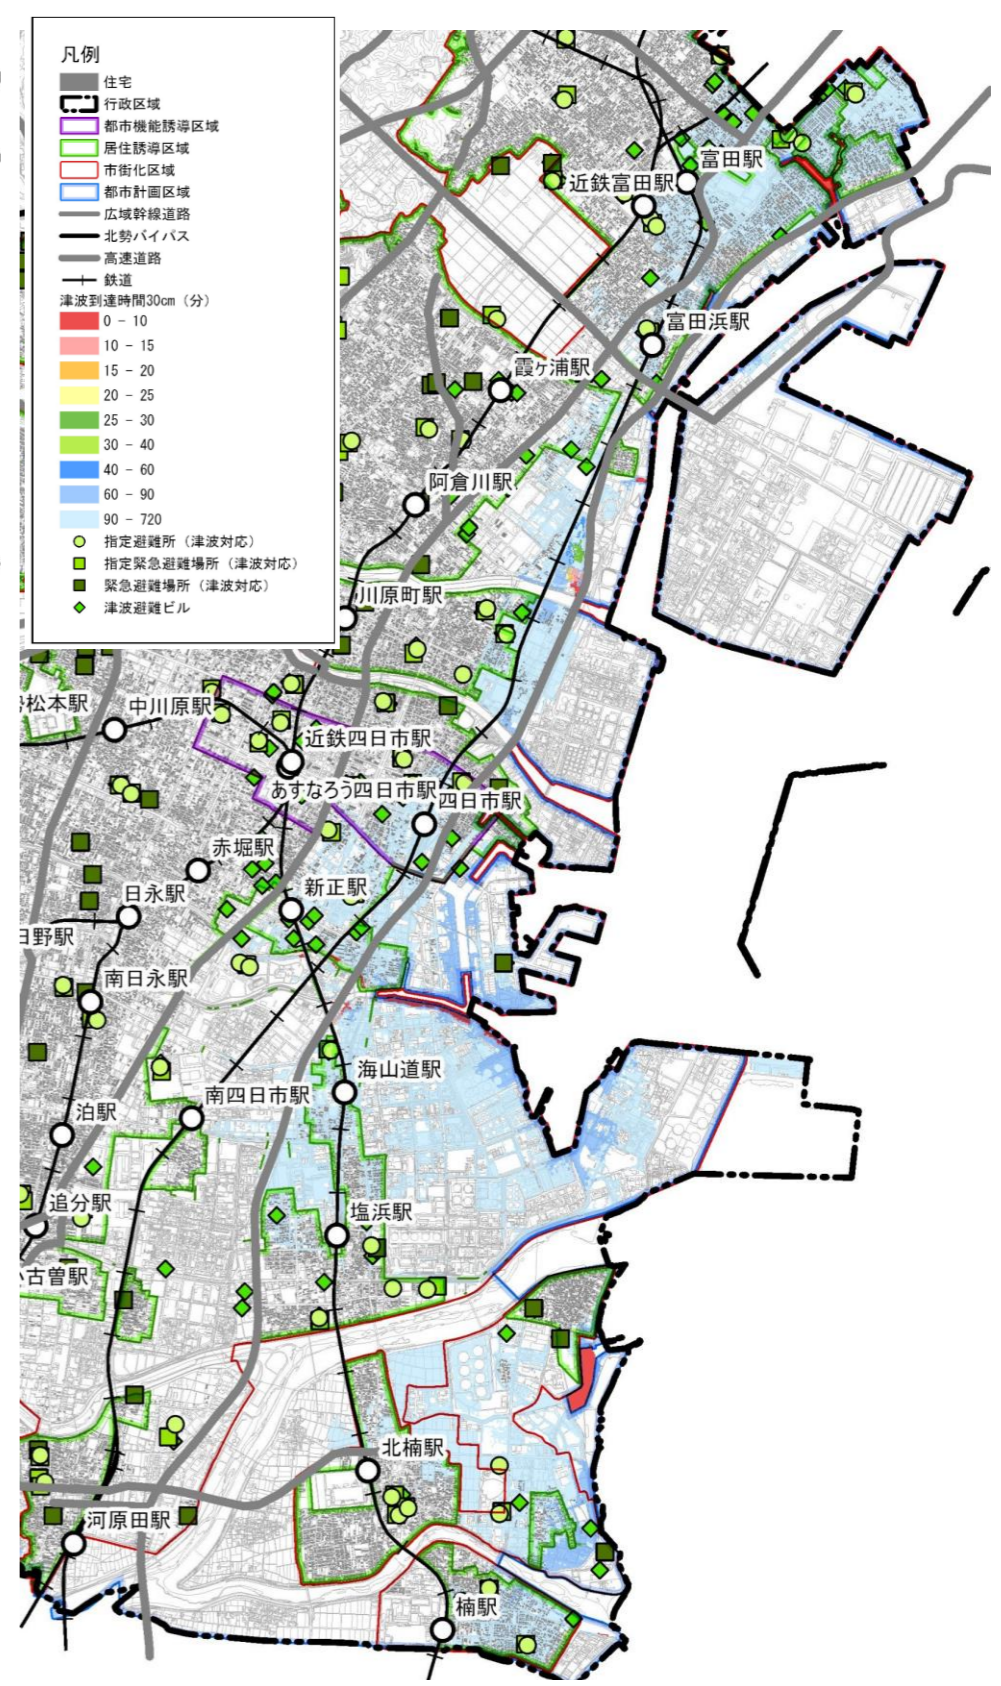 凡例
住宅
行政区域
都市機能誘導区域
居住誘導区域
市街化区域
都市計画区域
広域幹線道路
北勢バイパス
高速道路
鉄道
津波到達時間30cm（分）
0 - 10
10 - 15
15 - 20
20 - 25
25 - 30
30 - 40
40 - 60
60 - 90
90 - 720
指定避難所（津波対応）
指定緊急避難場所（津波対応）
緊急避難場所（津波対応）
津波避難ビル
富田駅
近鉄富田駅
富田浜駅
霞ヶ浦駅
阿倉川駅
川原町駅
松本駅
中川原駅
近鉄四日市駅
あすなろう四日市駅
四日市駅
赤堀駅
新正駅
日永駅
日野駅
南日永駅
海山道駅
南四日市駅
泊駅
塩浜駅
追分駅
古曽駅
北楠駅
河原田駅
楠駅